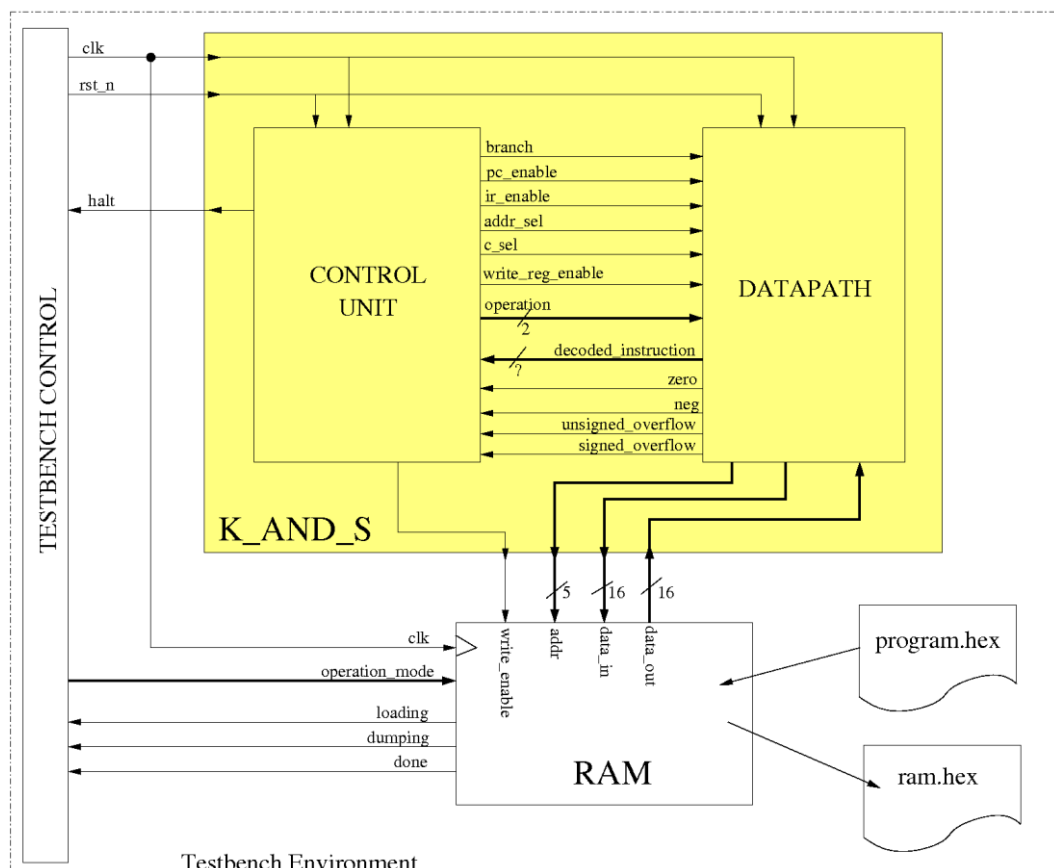 clk
rst_n
halt
TESTBENCH CONTROL
CONTROL
UNIT
branch
pc_enable
ir_enable
addr_sel
c_sel
write_reg_enable
operation
2
decoded_instruction
?
zero
neg
unsigned_overflow
signed_overflow
DATAPATH
K_AND_S
5
16
16
clk
operation_mode
loading
dumping
done
write_enable
addr
data_in
data_out
RAM
program.hex
ram.hex
Testbench Environment